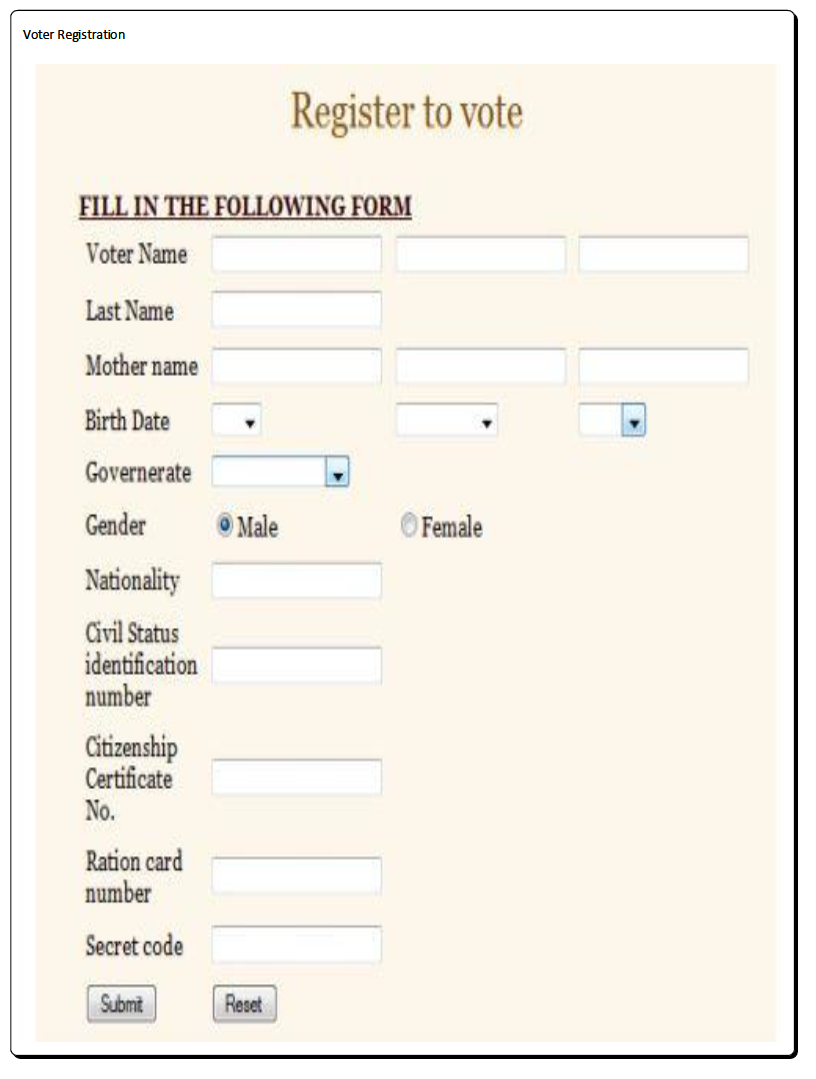 Voter Registration
Register to vote
FILL IN THE FOLLOWING FORM
Voter Name
Last Name
Mother name
Birth Date
Governerate
Gender Male Female
Nationality
Civil Status
identification
number
Citizenship
Certificate
No.
Ration card
number
Secret code
Submit Reset